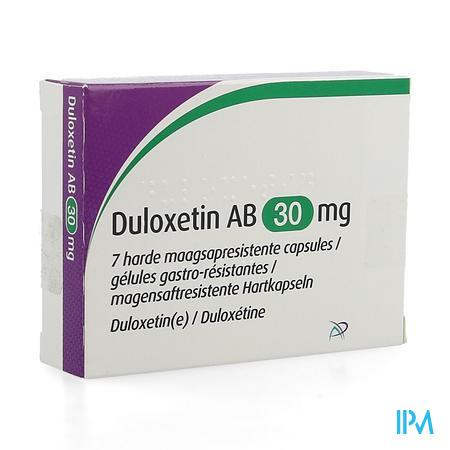 Duloxetin AB 30 mg
Duloxetin AB 30 mg
7 harde maagsapresistente capsules /
gélules gastro-résistantes /
magensaftresistente Hartkapseln
Duloxetin(e) / Duloxétine
IPM